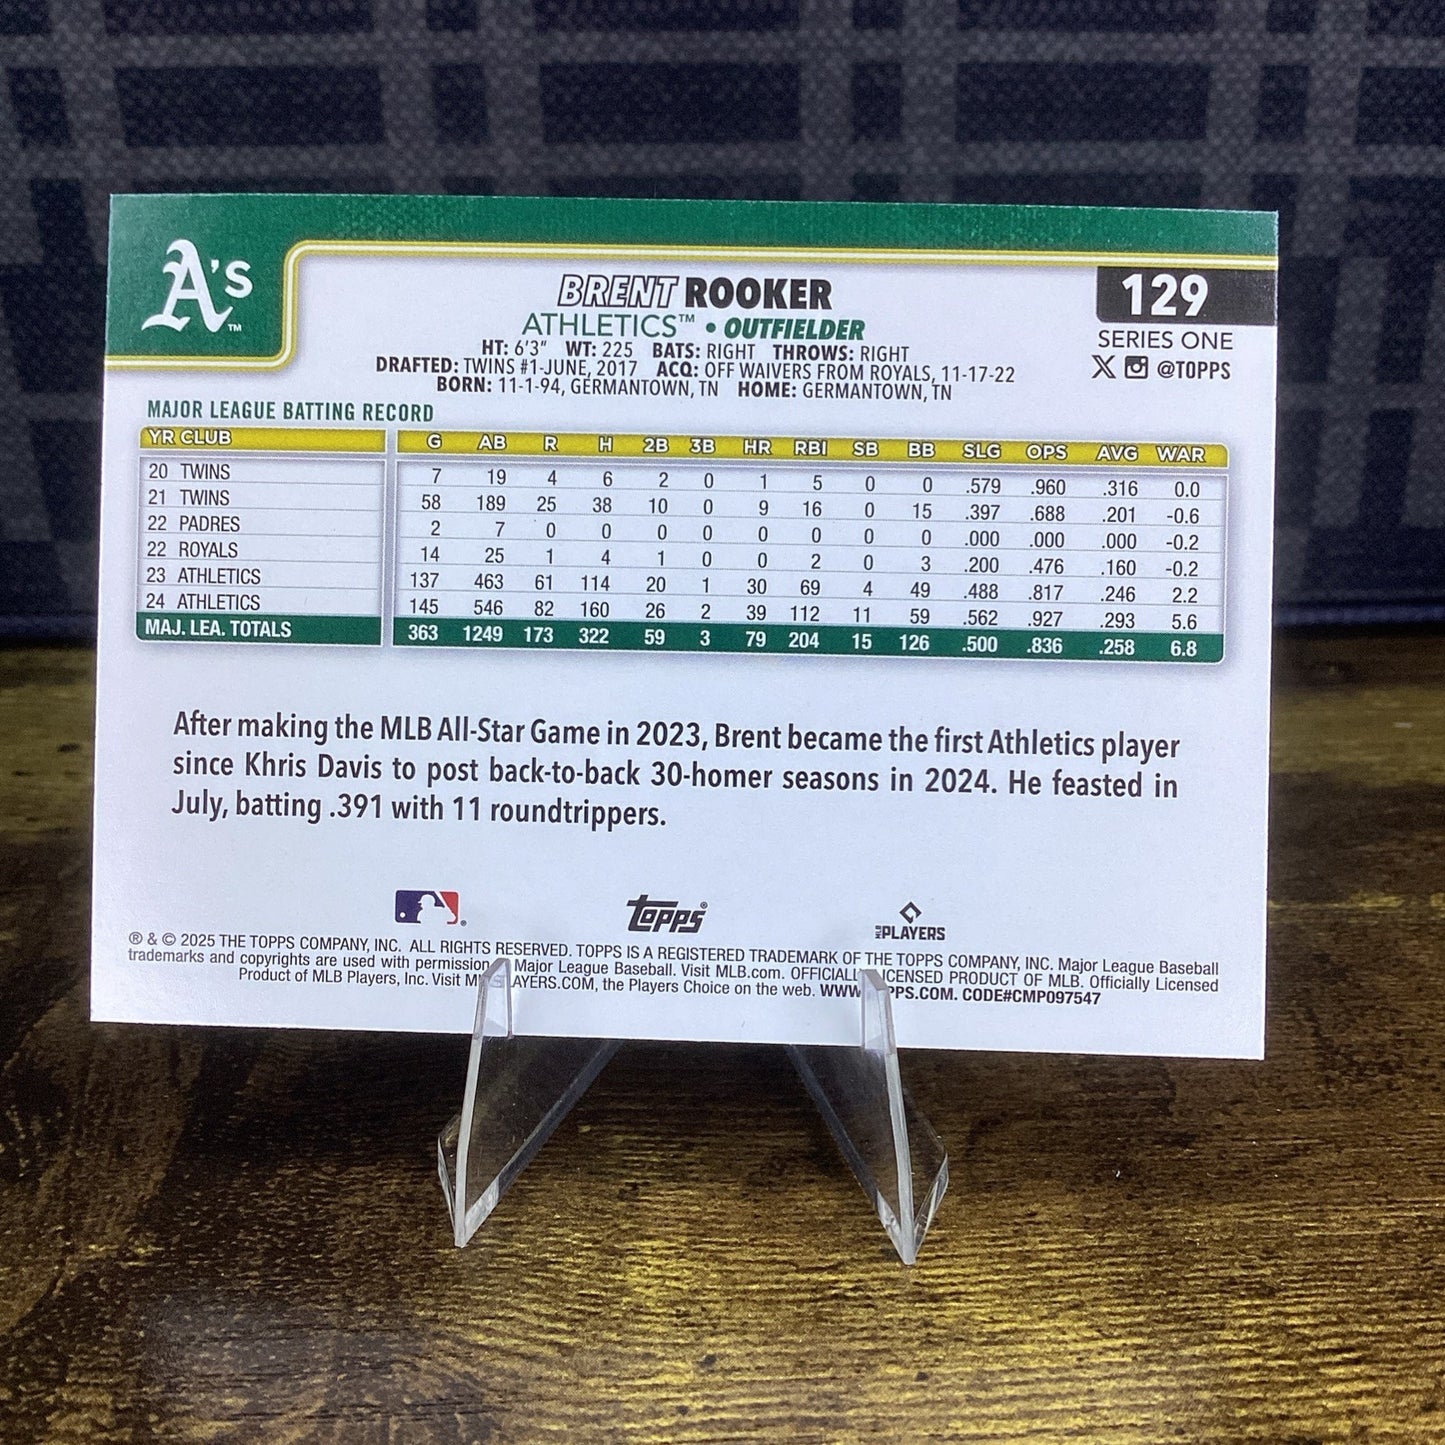 A's™
BRENT ROOKER
129
ATHLETICS™ • OUTFIELDER
SERIES ONE
HT: 6'3" WT: 225 BATS: RIGHT THROWS: RIGHT
@TOPPS
DRAFTED: TWINS #1-JUNE, 2017 ACQ: OFF WAIVERS FROM ROYALS, 11-17-22
BORN: 11-1-94, GERMANTOWN, TN HOME: GERMANTOWN, TN
MAJOR LEAGUE BATTING RECORD
YR CLUB G AB R H 2B 3B HR RBI SB BB SLG OPS AVG WAR
20 TWINS 7 19 4 6 2 0 1 5 0 0 .579 .960 .316 0.0
21 TWINS 58 189 25 38 10 0 9 16 0 15 .397 .688 .201 -0.6
22 PADRES 2 7 0 0 0 0 0 0 0 0 .000 .000 .000 -0.2
22 ROYALS 14 25 1 4 1 0 0 2 0 3 .200 .476 .160 -0.2
23 ATHLETICS 137 463 61 114 20 1 30 69 4 49 .488 .817 .246 2.2
24 ATHLETICS 145 546 82 160 26 2 39 112 11 59 .562 .927 .293 5.6
MAJ. LEA. TOTALS 363 1249 173 322 59 3 79 204 15 126 .500 .836 .258 6.8
After making the MLB All-Star Game in 2023, Brent became the first Athletics player
since Khris Davis to post back-to-back 30-homer seasons in 2024. He feasted in
July, batting .391 with 11 roundtrippers.
Topps®
MLB PLAYERS
® & © 2025 THE TOPPS COMPANY, INC. ALL RIGHTS RESERVED. TOPPS IS A REGISTERED TRADEMARK OF THE TOPPS COMPANY, INC. Major League Baseball
trademarks and copyrights are used with permission Major League Baseball. Visit MLB.com. OFFICIALLY LICENSED PRODUCT OF MLB. Officially Licensed
Product of MLB Players, Inc. Visit MLBPLAYERS.COM, the Players Choice on the web. WWW.TOPPS.COM. CODE#CMP097547